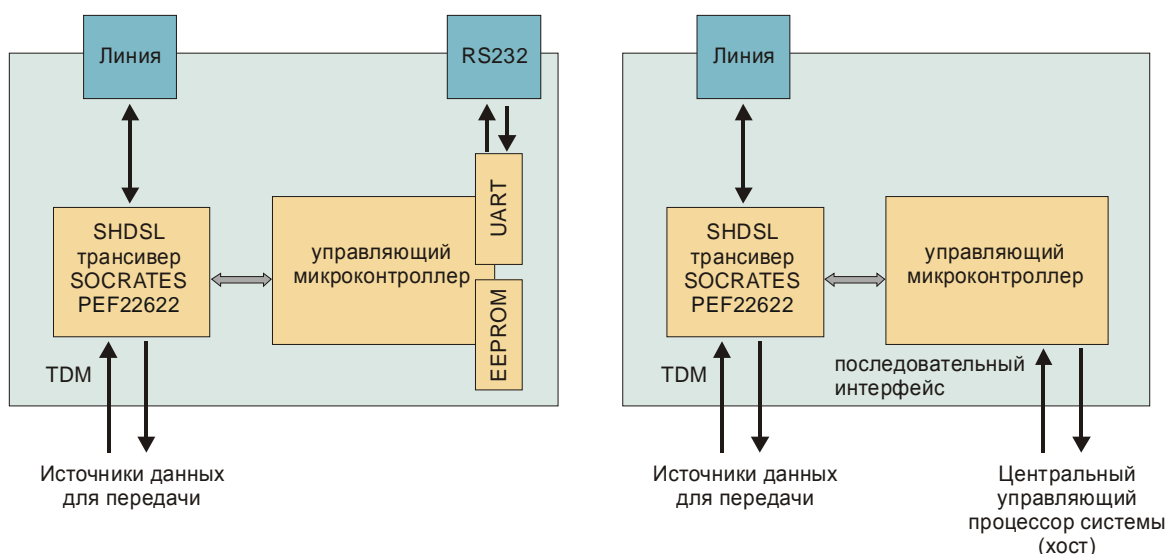 Линия
RS232
UART
SHDSL
трансивер
SOCRATES
PEF22622
управляющий
микроконтроллер
EEPROM
TDM
Источники данных
для передачи
Линия
SHDSL
трансивер
SOCRATES
PEF22622
управляющий
микроконтроллер
TDM
последовательный
интерфейс
Источники данных
для передачи
Центральный
управляющий
процессор системы
(хост)